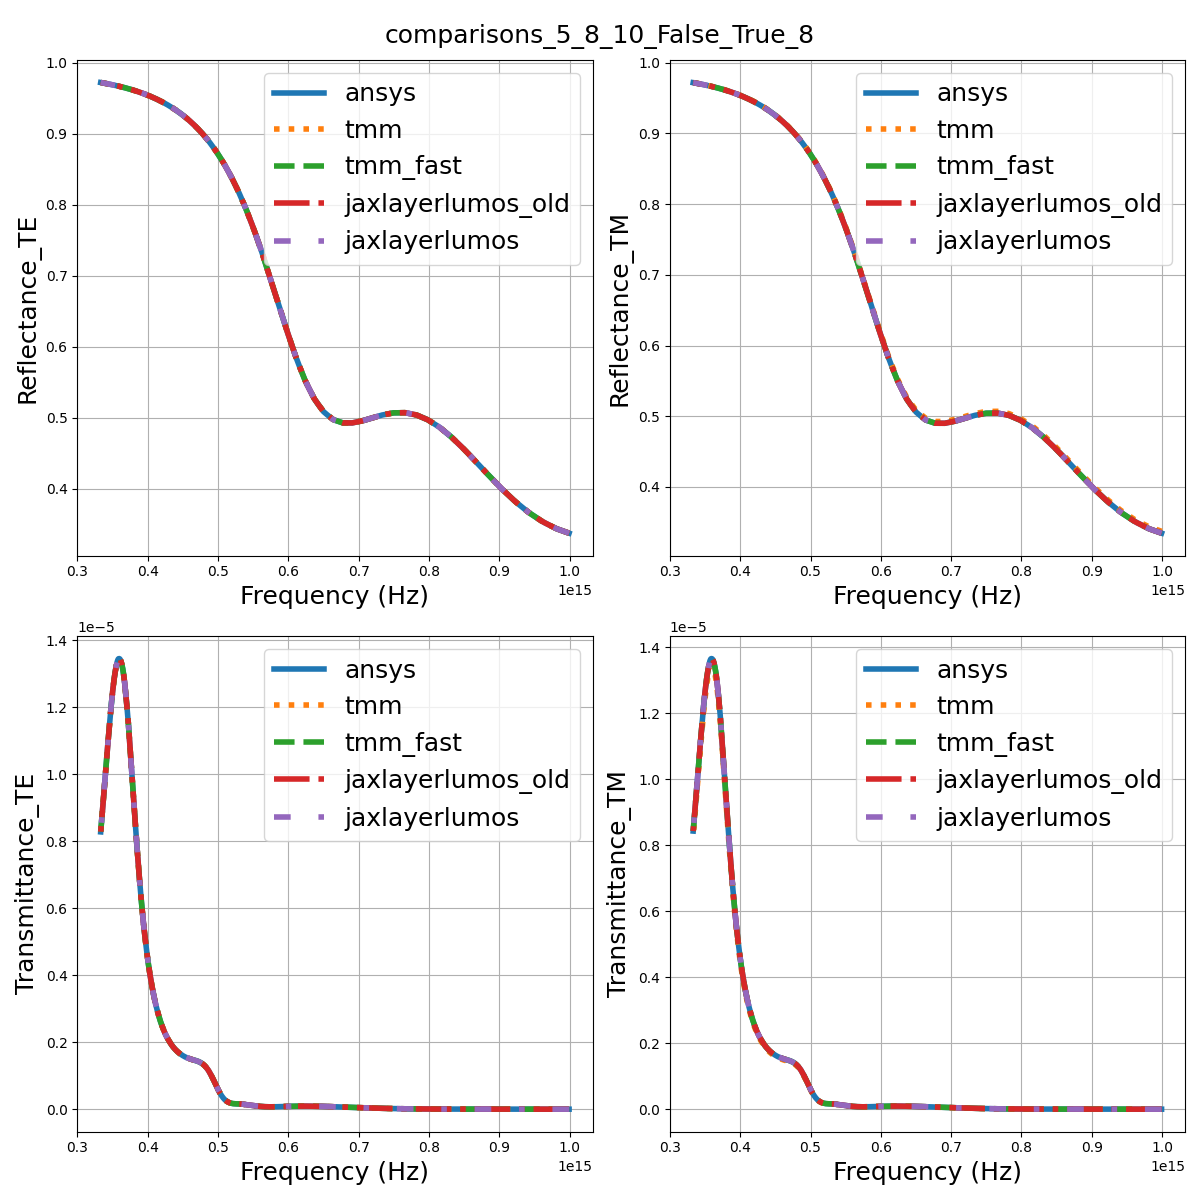 comparisons_5_8_10_False_True_8
Reflectance_TE
1.0
0.9
0.8
0.7
0.6
0.5
0.4
ansys
tmm
tmm_fast
jaxlayerlumos_old
jaxlayerlumos
0.3 0.4 0.5 0.6 0.7 0.8 0.9 1.0
1e15
Frequency (Hz)
Reflectance_TM
1.0
0.9
0.8
0.7
0.6
0.5
0.4
ansys
tmm
tmm_fast
jaxlayerlumos_old
jaxlayerlumos
0.3 0.4 0.5 0.6 0.7 0.8 0.9 1.0
1e15
Frequency (Hz)
Transmittance_TE
1e−5
1.4
1.2
1.0
0.8
0.6
0.4
0.2
0.0
ansys
tmm
tmm_fast
jaxlayerlumos_old
jaxlayerlumos
0.3 0.4 0.5 0.6 0.7 0.8 0.9 1.0
1e15
Frequency (Hz)
Transmittance_TM
1e−5
1.4
1.2
1.0
0.8
0.6
0.4
0.2
0.0
ansys
tmm
tmm_fast
jaxlayerlumos_old
jaxlayerlumos
0.3 0.4 0.5 0.6 0.7 0.8 0.9 1.0
1e15
Frequency (Hz)